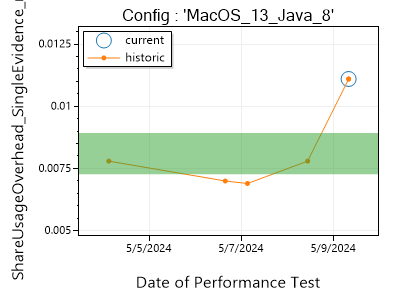 Config : 'MacOS_13_Java_8'
ShareUsageOverhead_SingleEvidence_
0.0125
0.01
0.0075
0.005
current
historic
5/5/2024
5/7/2024
5/9/2024
Date of Performance Test